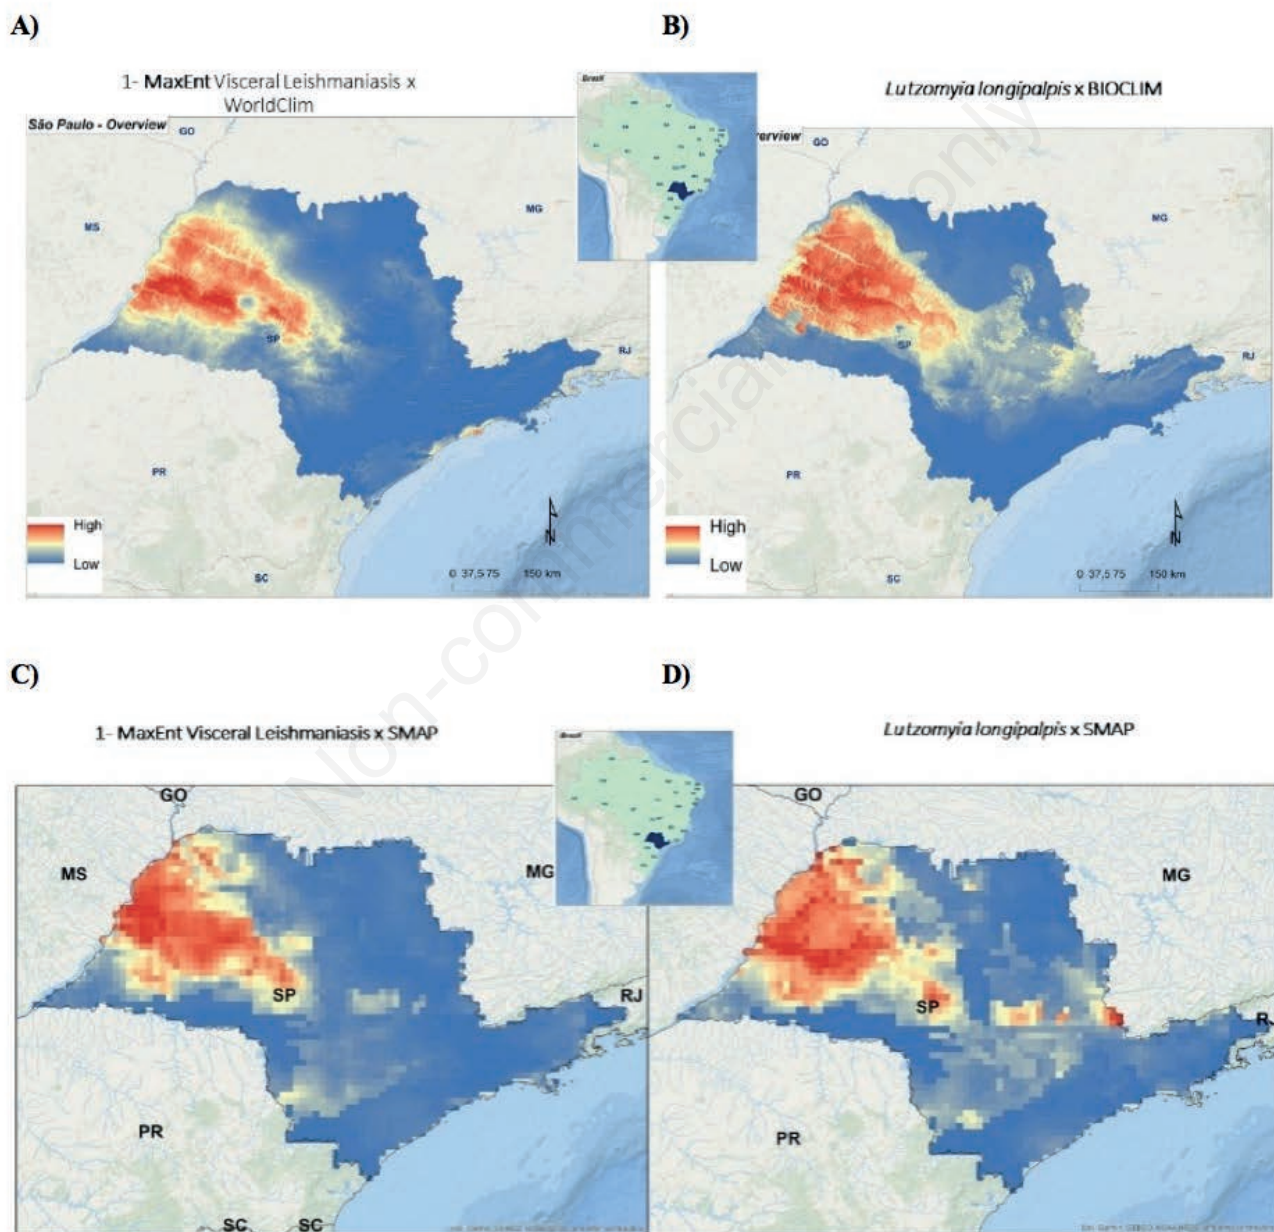 A)
B)
1- MaxEnt Visceral Leishmaniasis x
WorldClim
Lutzomyia longipalpis x BIOCLIM
Brazil
São Paulo - Overview
GO
MS
MG
SP
RJ
PR
SC
High
Low
N
0 37,5 75 150 km
erview
GO
MG
SP
RJ
PR
SC
High
Low
N
0 37,5 75 150 km
C)
D)
1- MaxEnt Visceral Leishmaniasis x SMAP
Lutzomyia longipalpis x SMAP
Brazil
GO
MS
MG
SP
RJ
PR
SC
SC
GO
MG
SP
R
PR
Non-commercial use only